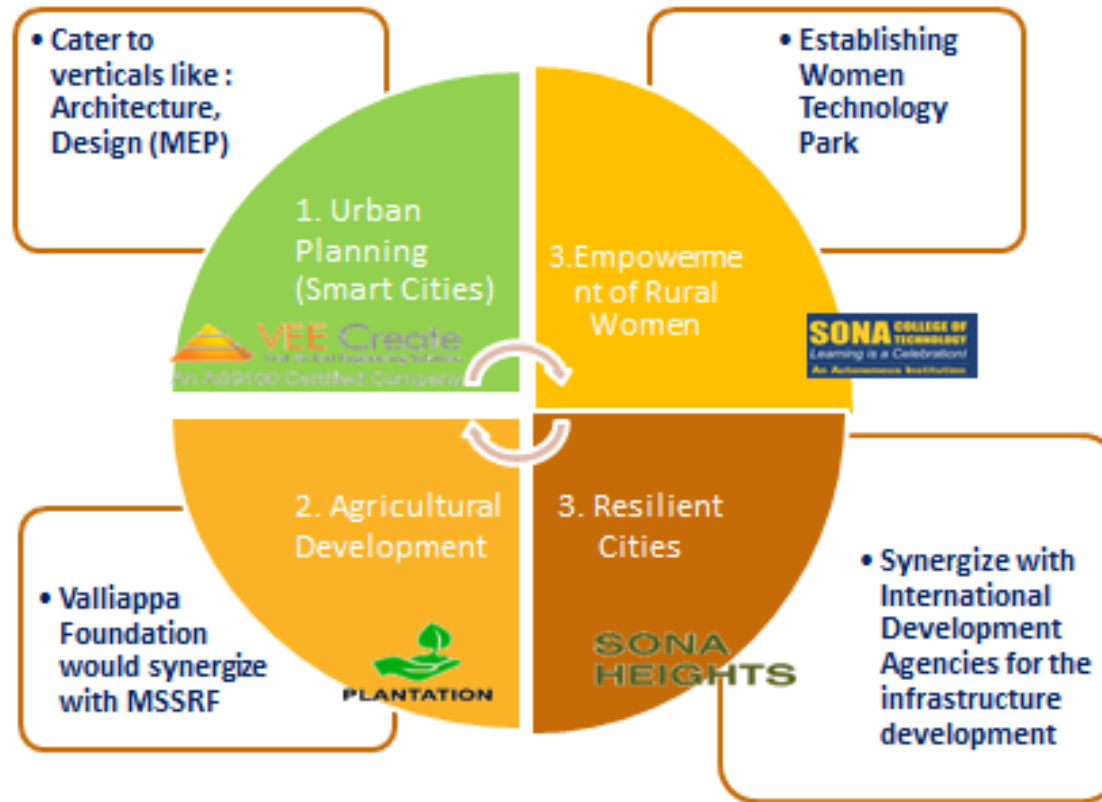 • Cater to
verticals like :
Architecture,
Design (MEP)
• Establishing
Women
Technology
Park
1. Urban
Planning
(Smart Cities)
VEE Create
An AS9100 Certified Company
3.Empowerme
nt of Rural
Women
SONA COLLEGE OF
TECHNOLOGY
Learning is a Celebration!
An Autonomous Institution
2. Agricultural
Development
PLANTATION
3. Resilient
Cities
SONA
HEIGHTS
• Valliappa
Foundation
would synergize
with MSSRF
• Synergize with
International
Development
Agencies for the
infrastructure
development